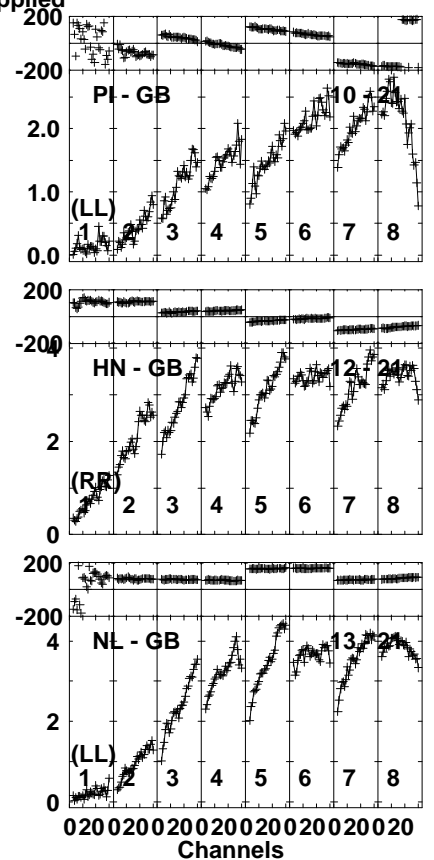 pplied
200
-200
PI - GB 10 - 21
2.0
1.0
(LL)
1 2 3 4 5 6 7 8
0.0
200
-200
4
HN - GB 12 - 21
2
(RR)
1 2 3 4 5 6 7 8
0
200
-200
4
NL - GB 13 - 21
2
(LL)
1 2 3 4 5 6 7 8
0
0 20 0 20 0 20 0 20 0 20 0 20 0 20 0 20
Channels